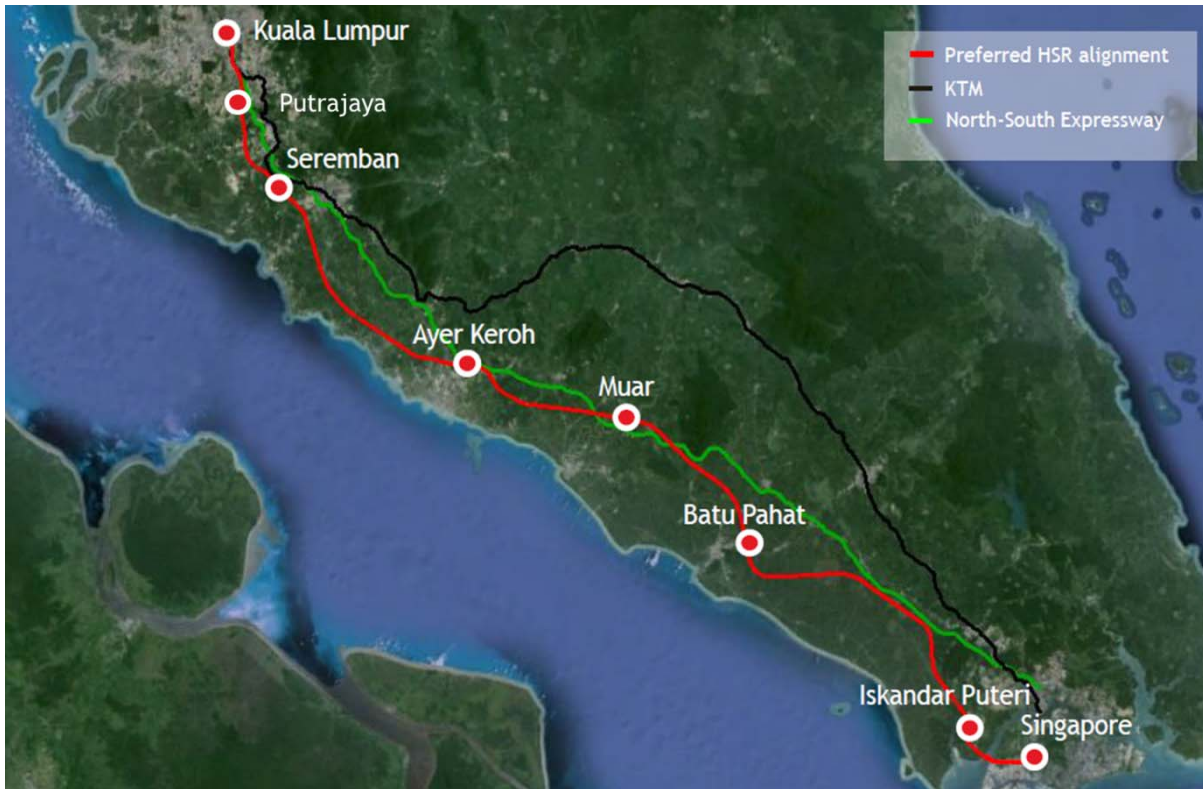 Kuala Lumpur
Putrajaya
Seremban
Ayer Keroh
Muar
Batu Pahat
Iskandar Puteri
Singapore
Preferred HSR alignment
KTM
North-South Expressway